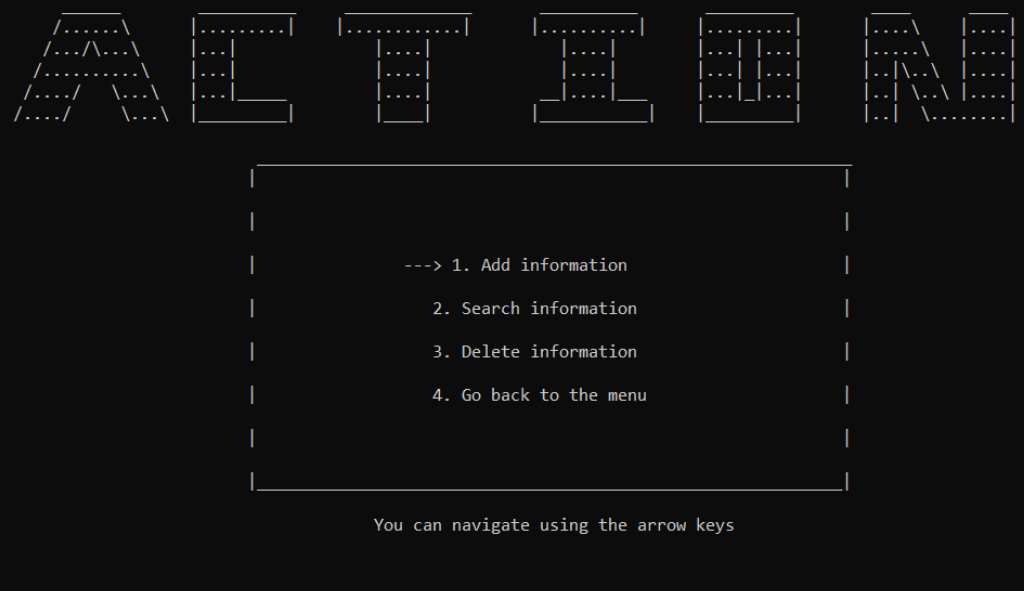 ACTION
---> 1. Add information
2. Search information
3. Delete information
4. Go back to the menu
You can navigate using the arrow keys